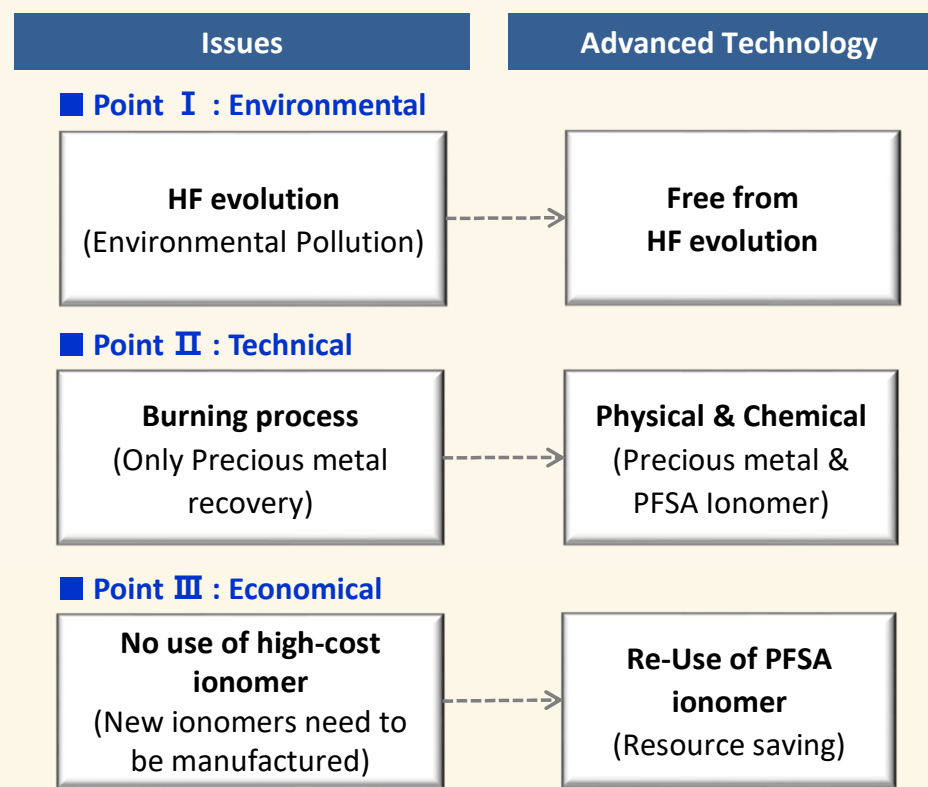 Issues
Advanced Technology
Point Ⅰ : Environmental
HF evolution
(Environmental Pollution)
Free from
HF evolution
Point Ⅱ : Technical
Burning process
(Only Precious metal
recovery)
Physical & Chemical
(Precious metal &
PFSA Ionomer)
Point Ⅲ : Economical
No use of high-cost
ionomer
(New ionomers need to
be manufactured)
Re-Use of PFSA
ionomer
(Resource saving)